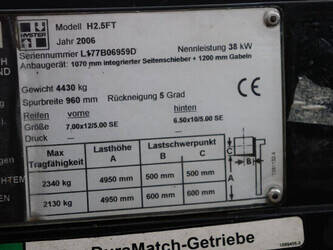 HYSTER
Modell H2.5FT
Jahr 2006
Seriennummer L177B06959D Nennleistung 38 kW
Anbaugerät: 1070 mm integrierter Seitenschieber + 1200 mm Gabeln
Gewicht 4430 kg
Spurbreite 960 mm Rückneigung 5 Grad
Reifen vorne hinten
Größe 7,00x12/5.00 SE 6.50x10/5.00 SE
Max Tragfähigkeit Lasthöhe A Lastschwerpunkt B C
2340 kg 4950 mm 500 mm 500 mm
2130 kg 4950 mm 600 mm 600 mm
C
B
A
DuraMatch-Getriebe